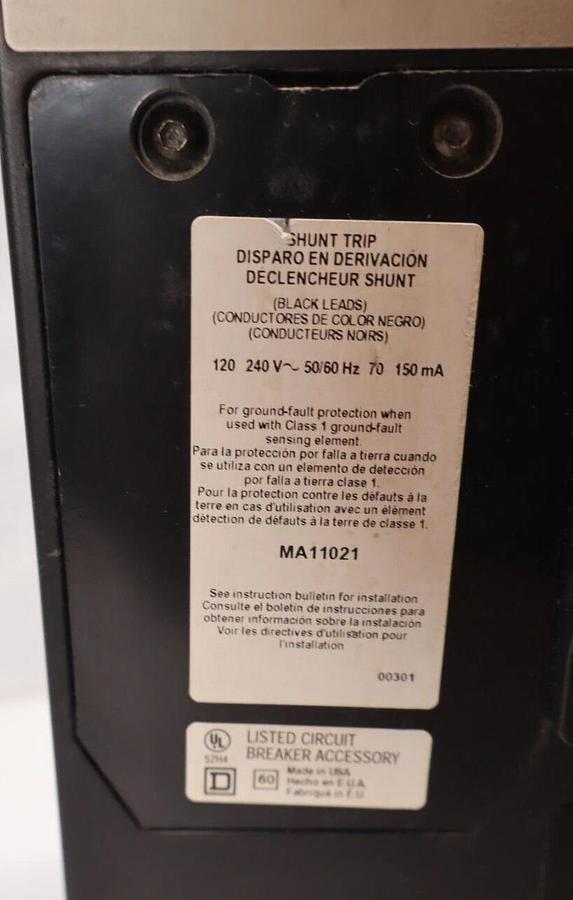 SHUNT TRIP
DISPARO EN DERIVACIÓN
DÉCLENCHEUR SHUNT
(BLACK LEADS)
(CONDUCTORES DE COLOR NEGRO)
(CONDUCTEURS NOIRS)
120 240 V~ 50/60 Hz 70 150 mA
For ground-fault protection when
used with Class 1 ground-fault
sensing element.
Para la protección por falla a tierra cuando
se utiliza con un elemento de detección
por falla a tierra clase 1.
Pour la protection contre les défauts à la
terre en cas d'utilisation avec un élément
détection de défauts à la terre de classe 1.
MA11021
See instruction bulletin for installation
Consulte el boletín de instrucciones para
obtener información sobre la instalación
Voir les directives d'utilisation pour
l'installation
00301
UL LISTED CIRCUIT
52H4 BREAKER ACCESSORY
D 60 Made in USA
Hecho en E.U.A.
Fabriqué in É.U.